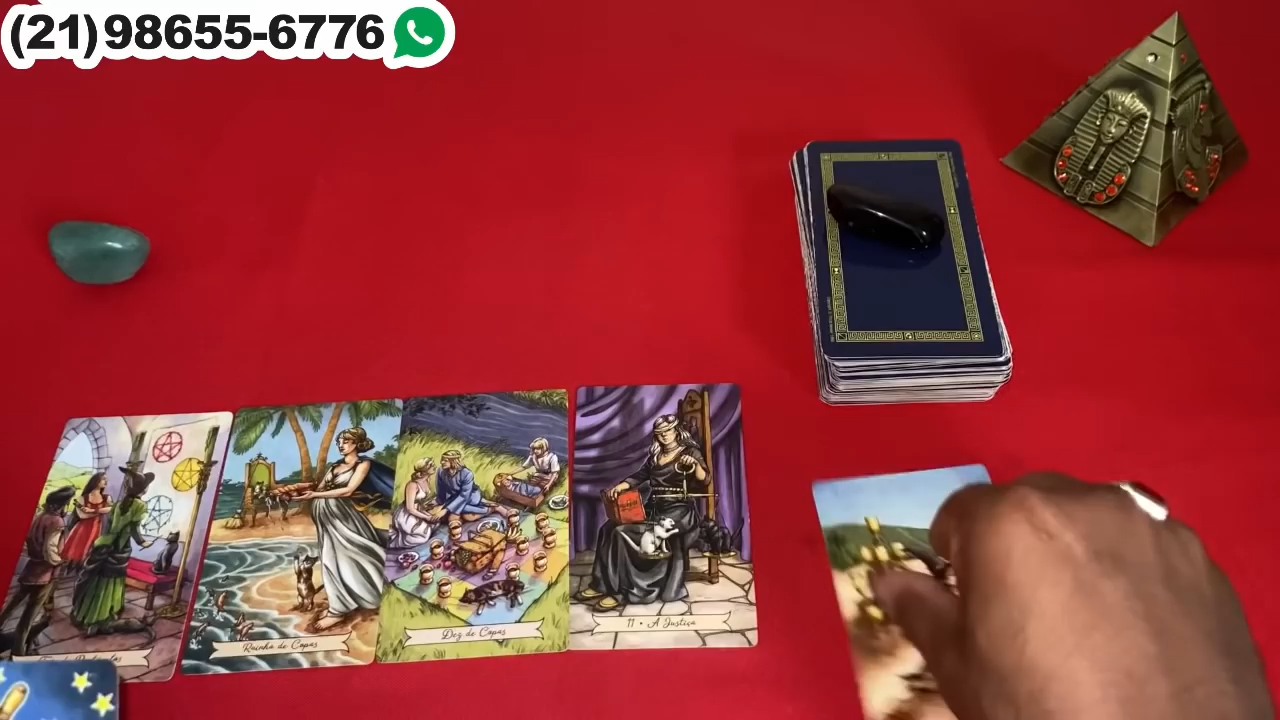 (21)98655-6776
Rainha de Copas
Dez de Copas
11 • A Justiça